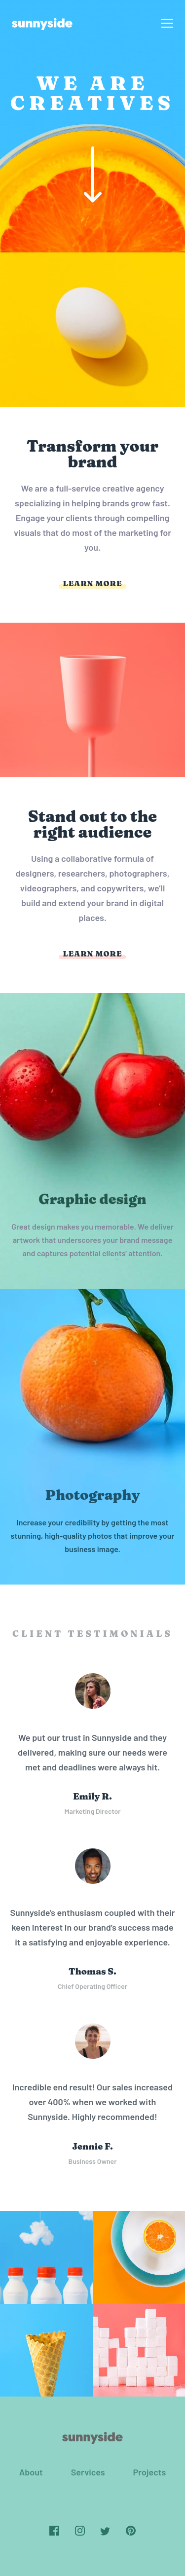 sunnyside
WE ARE
CREATIVES
Transform your
brand
We are a full-service creative agency
specializing in helping brands grow fast.
Engage your clients through compelling
visuals that do most of the marketing for
you.
LEARN MORE
Stand out to the
right audience
Using a collaborative formula of
designers, researchers, photographers,
videographers, and copywriters, we'll
build and extend your brand in digital
places.
LEARN MORE
Graphic design
Great design makes you memorable. We deliver
artwork that underscores your brand message
and captures potential clients' attention.
Photography
Increase your credibility by getting the most
stunning, high-quality photos that improve your
business image.
CLIENT TESTIMONIALS
We put our trust in Sunnyside and they
delivered, making sure our needs were
met and deadlines were always hit.
Emily R.
Marketing Director
Sunnyside's enthusiasm coupled with their
keen interest in our brand's success made
it a satisfying and enjoyable experience.
Thomas S.
Chief Operating Officer
Incredible end result! Our sales increased
over 400% when we worked with
Sunnyside. Highly recommended!
Jennie F.
Business Owner
sunnyside
About Services Projects